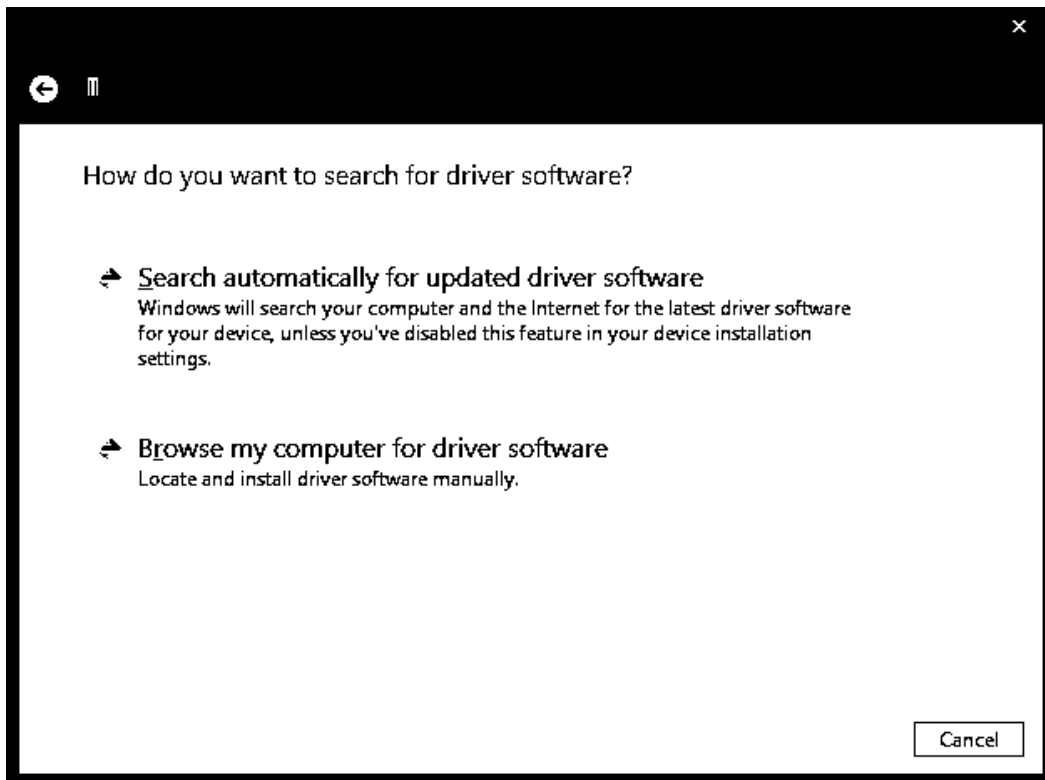 How do you want to search for driver software?
Search automatically for updated driver software
Windows will search your computer and the Internet for the latest driver software
for your device, unless you've disabled this feature in your device installation
settings.
Browse my computer for driver software
Locate and install driver software manually.
Cancel